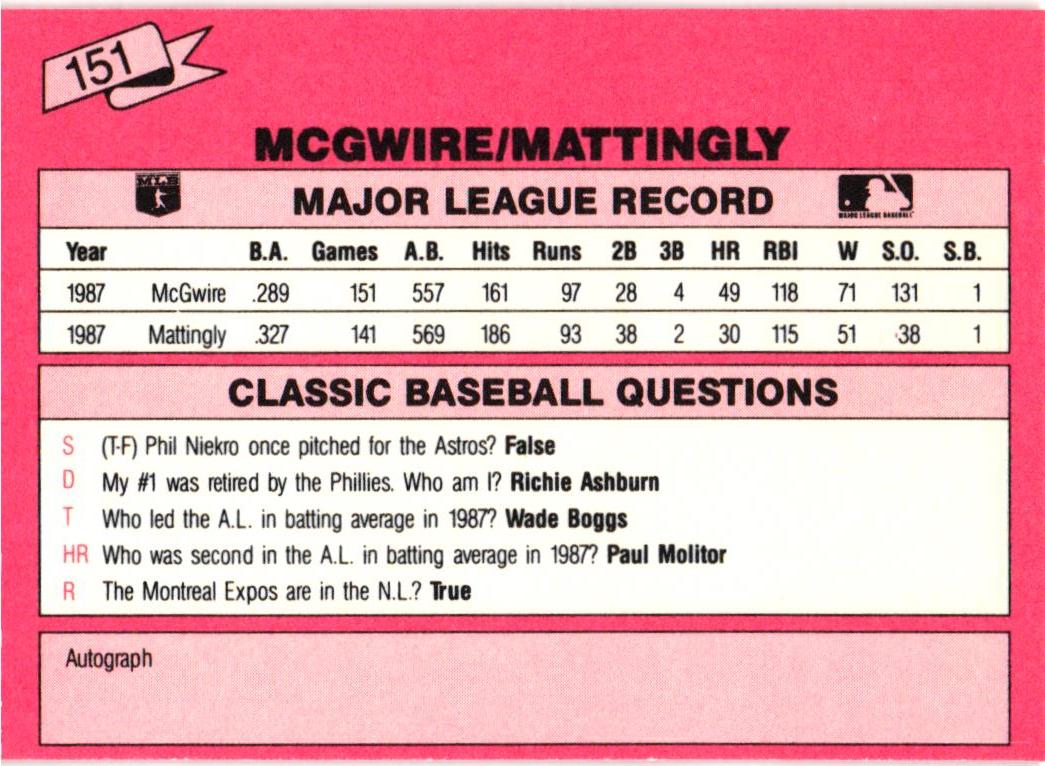 151
MCGWIRE/MATTINGLY
MLB
MAJOR LEAGUE RECORD
MAJOR LEAGUE BASEBALL
Year B.A. Games A.B. Hits Runs 2B 3B HR RBI W S.O. S.B.
1987 McGwire .289 151 557 161 97 28 4 49 118 71 131 1
1987 Mattingly .327 141 569 186 93 38 2 30 115 51 38 1
CLASSIC BASEBALL QUESTIONS
S (T-F) Phil Niekro once pitched for the Astros? False
D My #1 was retired by the Phillies. Who am I? Richie Ashburn
T Who led the A.L. in batting average in 1987? Wade Boggs
HR Who was second in the A.L. in batting average in 1987? Paul Molitor
R The Montreal Expos are in the N.L.? True
Autograph